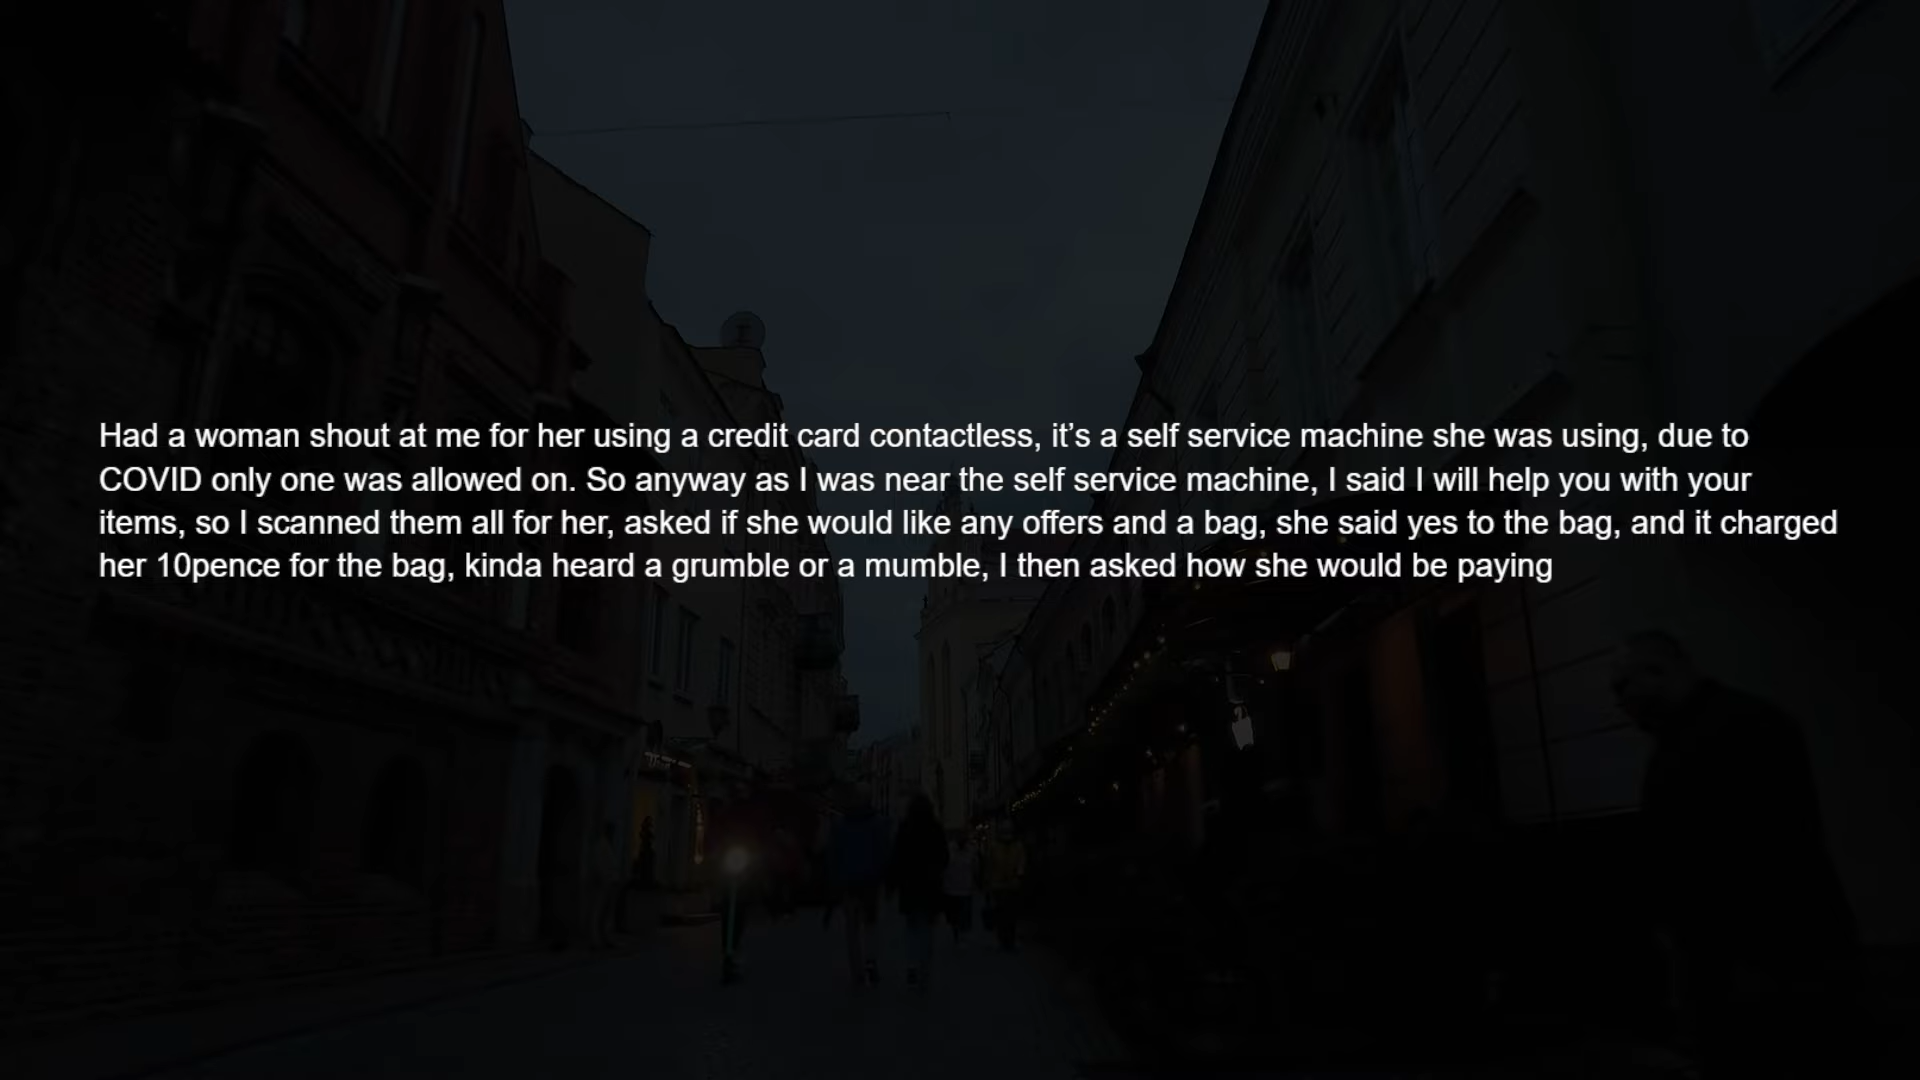 Had a woman shout at me for her using a credit card contactless, it’s a self service machine she was using, due to
COVID only one was allowed on. So anyway as I was near the self service machine, I said I will help you with your
items, so I scanned them all for her, asked if she would like any offers and a bag, she said yes to the bag, and it charged
her 10pence for the bag, kinda heard a grumble or a mumble, I then asked how she would be paying